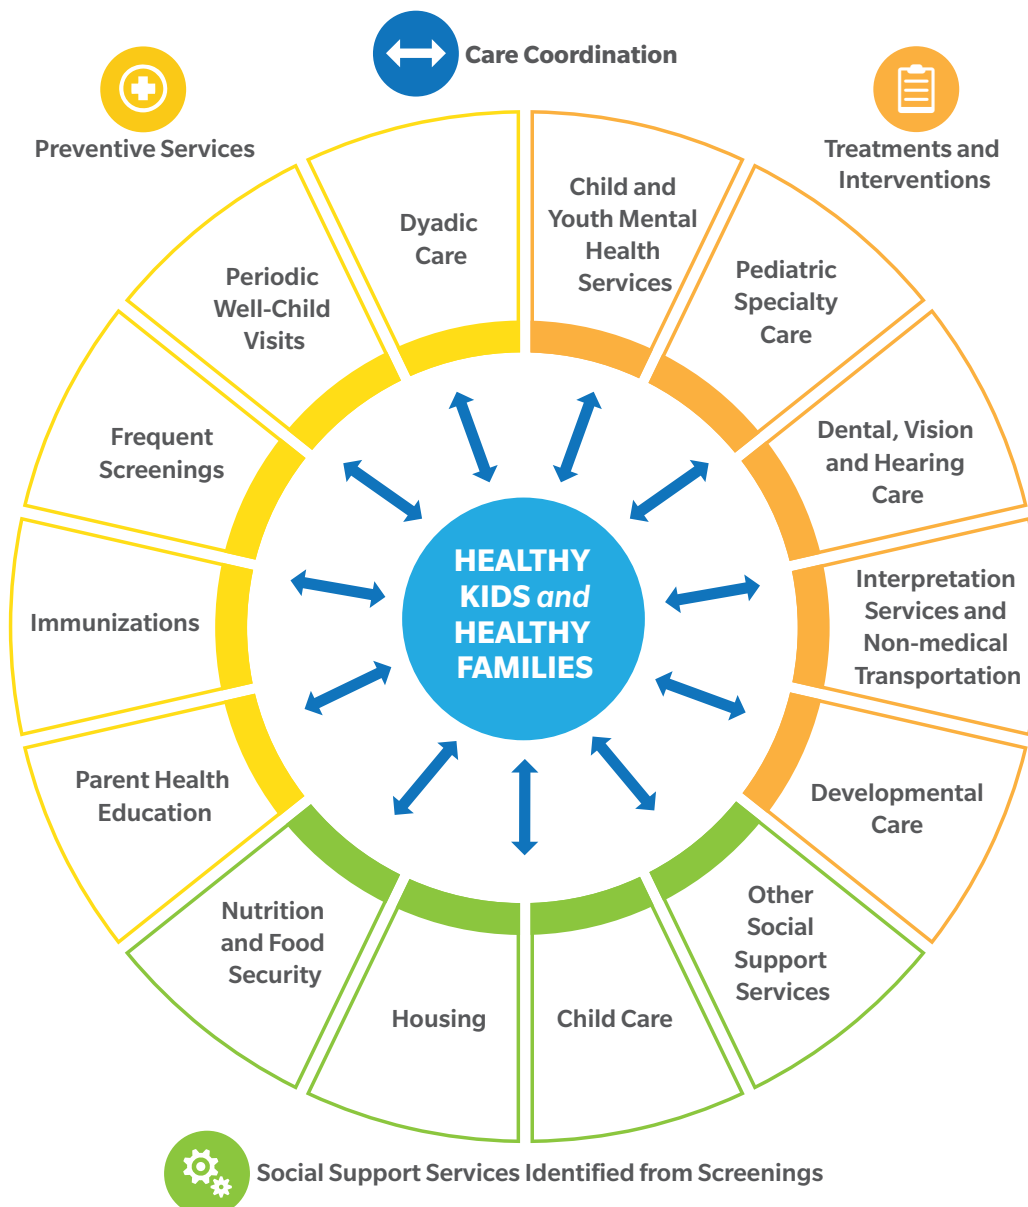 Care Coordination
Preventive Services
Treatments and
Interventions
Dyadic
Care
Child and
Youth Mental
Health
Services
Pediatric
Specialty
Care
Dental, Vision
and Hearing
Care
Interpretation
Services and
Non-medical
Transportation
Developmental
Care
Other
Social
Support
Services
Child Care
Housing
Nutrition
and Food
Security
Parent Health
Education
Immunizations
Frequent
Screenings
Periodic
Well-Child
Visits
HEALTHY
KIDS and
HEALTHY
FAMILIES
Social Support Services Identified from Screenings